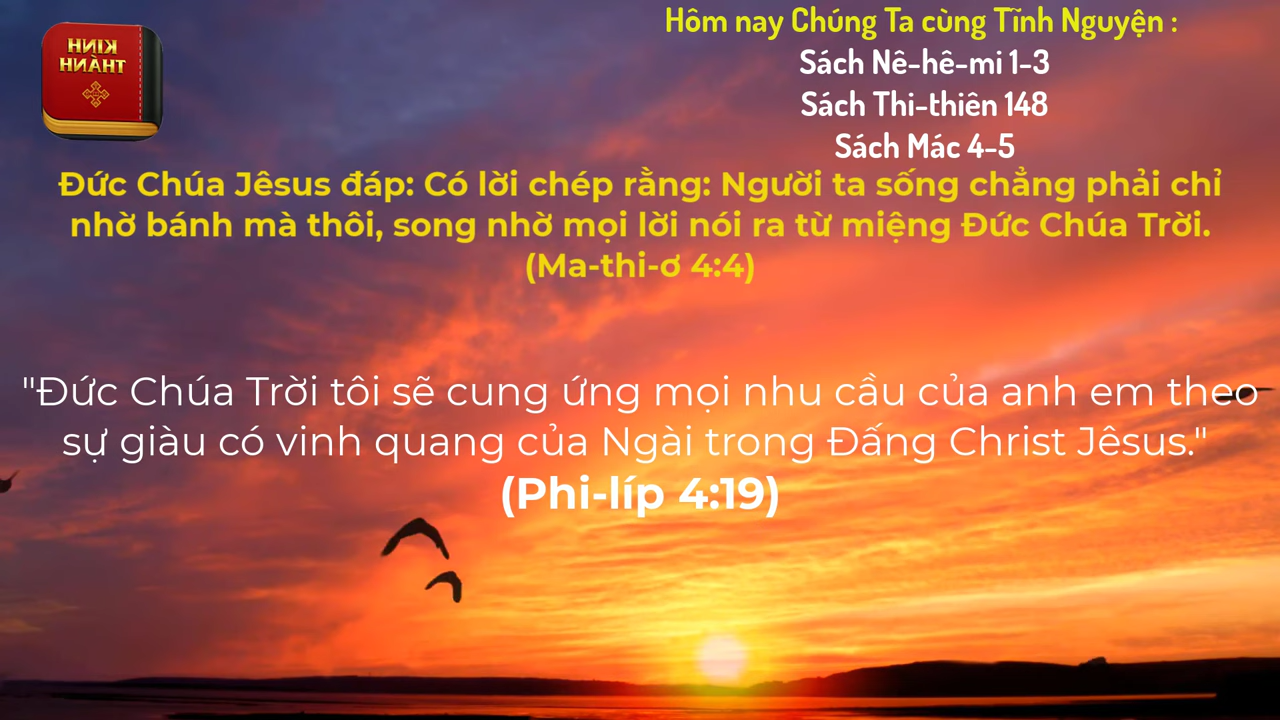 KINH
THÁNH
Hôm nay Chúng Ta cùng Tĩnh Nguyện :
Sách Nê-hê-mi 1-3
Sách Thi-thiên 148
Sách Mác 4-5
Đức Chúa Jêsus đáp: Có lời chép rằng: Người ta sống chẳng phải chỉ
nhờ bánh mà thôi, song nhờ mọi lời nói ra từ miệng Đức Chúa Trời.
(Ma-thi-ơ 4:4)
"Đức Chúa Trời tôi sẽ cung ứng mọi nhu cầu của anh em theo
sự giàu có vinh quang của Ngài trong Đấng Christ Jêsus."
(Phi-líp 4:19)